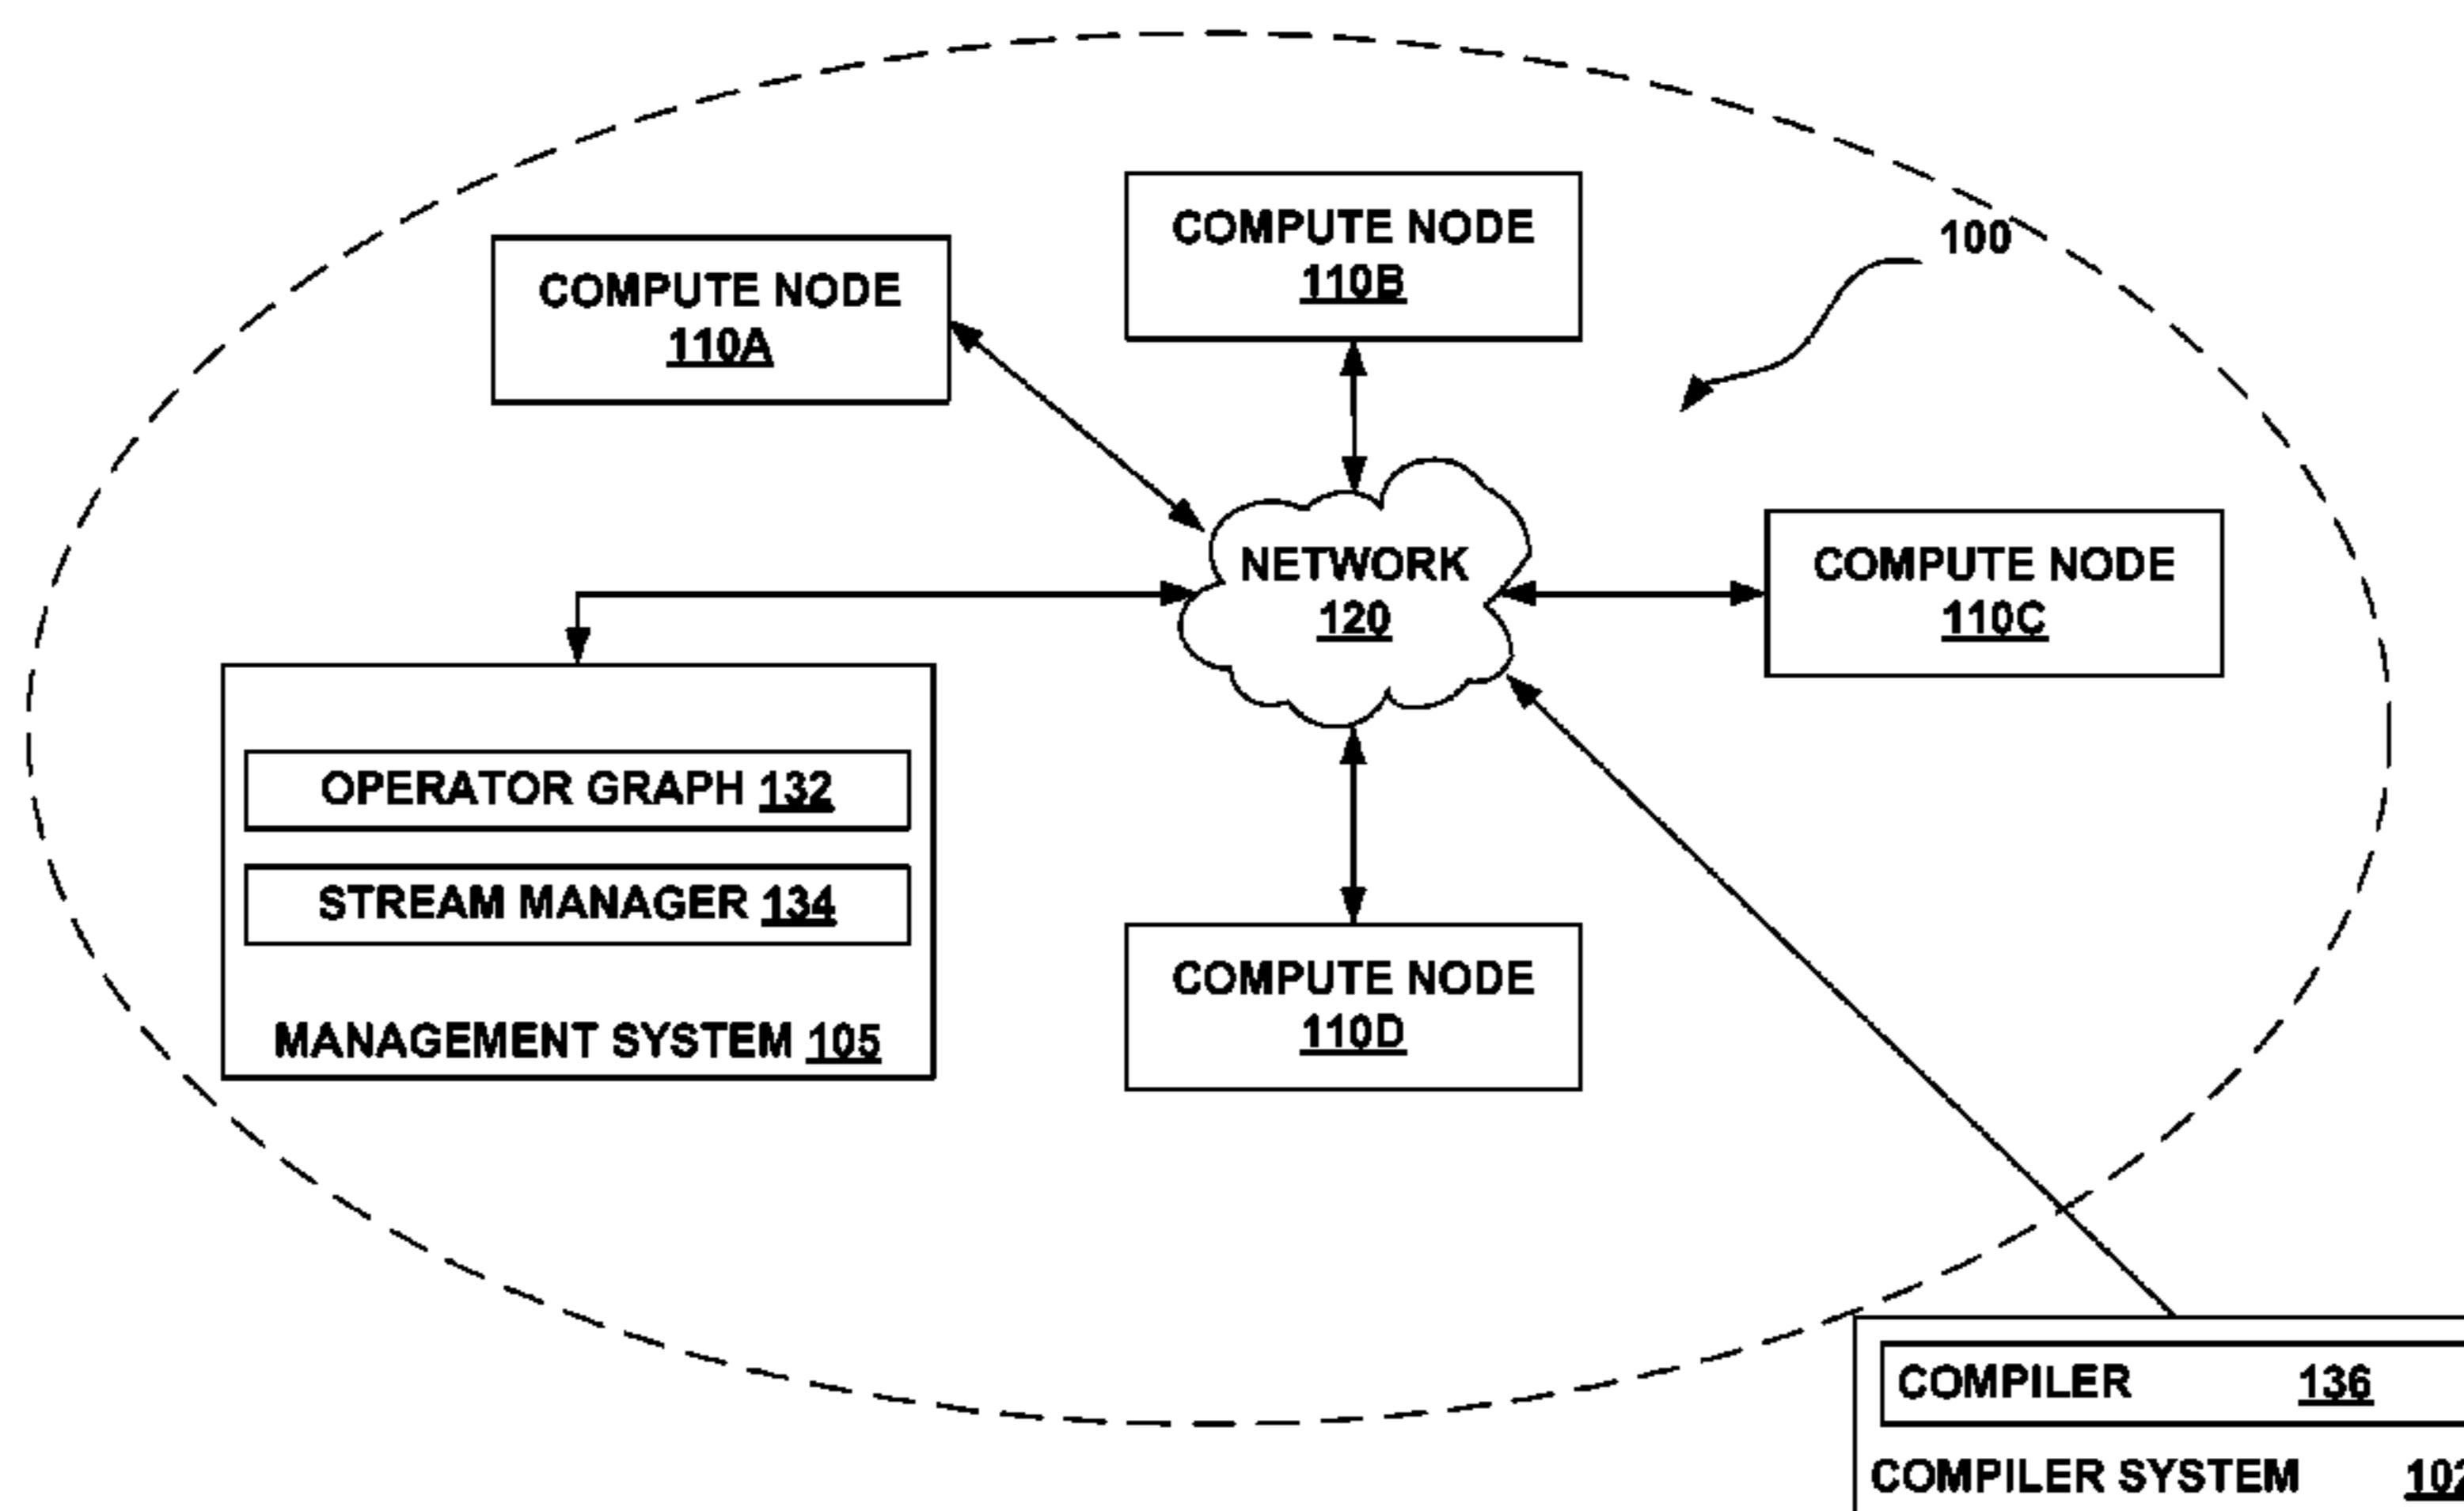 COMPUTE NODE
110B
100
COMPUTE NODE
110A
NETWORK
120
COMPUTE NODE
110C
OPERATOR GRAPH 132
STREAM MANAGER 134
MANAGEMENT SYSTEM 105
COMPUTE NODE
110D
COMPILER 136
COMPILER SYSTEM 102